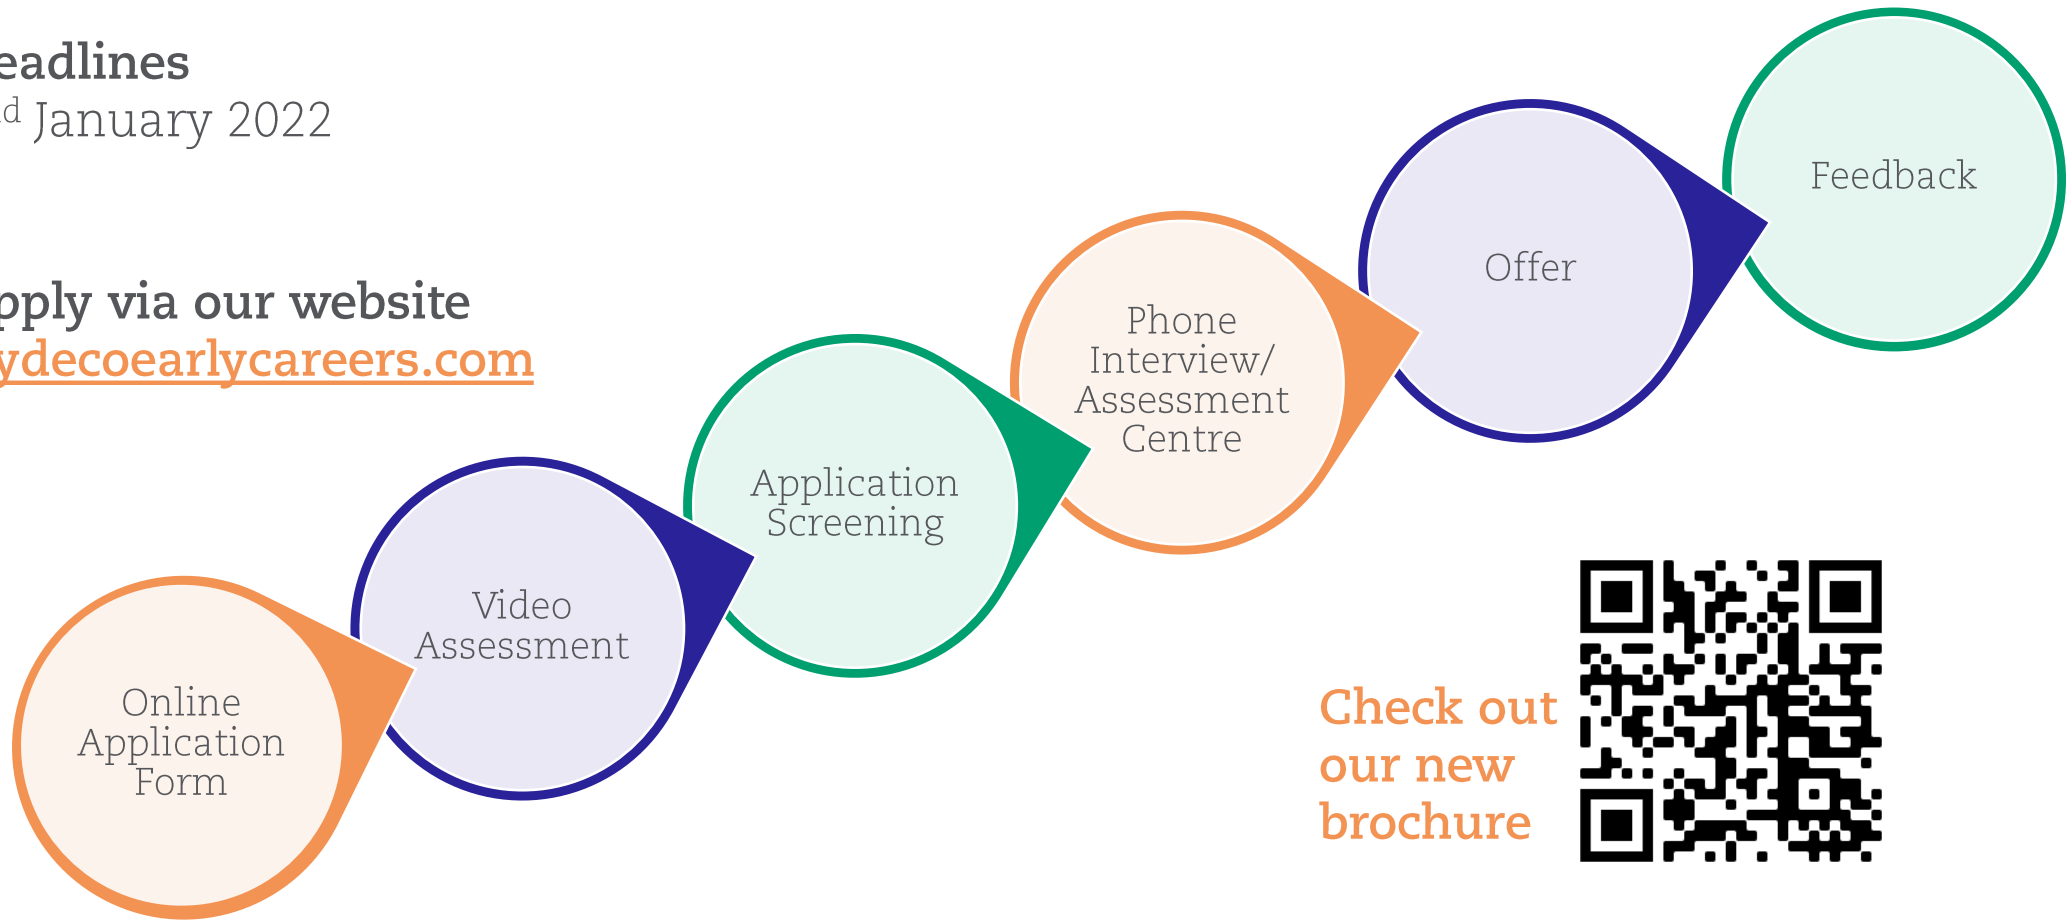 eadlines
d January 2022
pply via our website
ydecoearlycareers.com
Online
Application
Form
Video
Assessment
Application
Screening
Phone
Interview/
Assessment
Centre
Offer
Feedback
Check out
our new
brochure